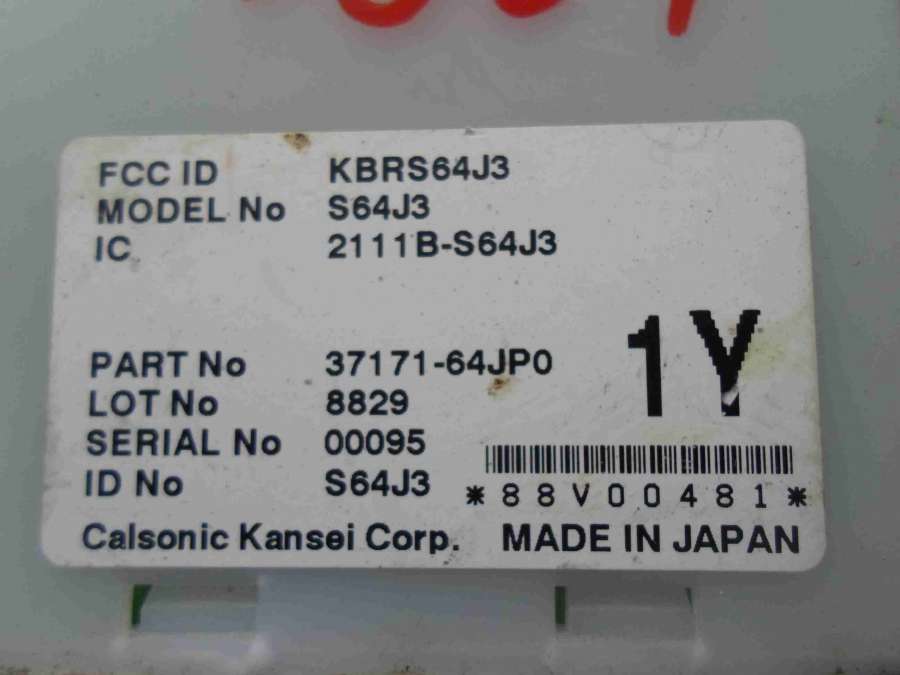 FCC ID KBRS64J3
MODEL No S64J3
IC 2111B-S64J3
PART No 37171-64JP0
LOT No 8829
SERIAL No 00095
ID No S64J3
1Y
*88V00481*
Calsonic Kansei Corp. MADE IN JAPAN